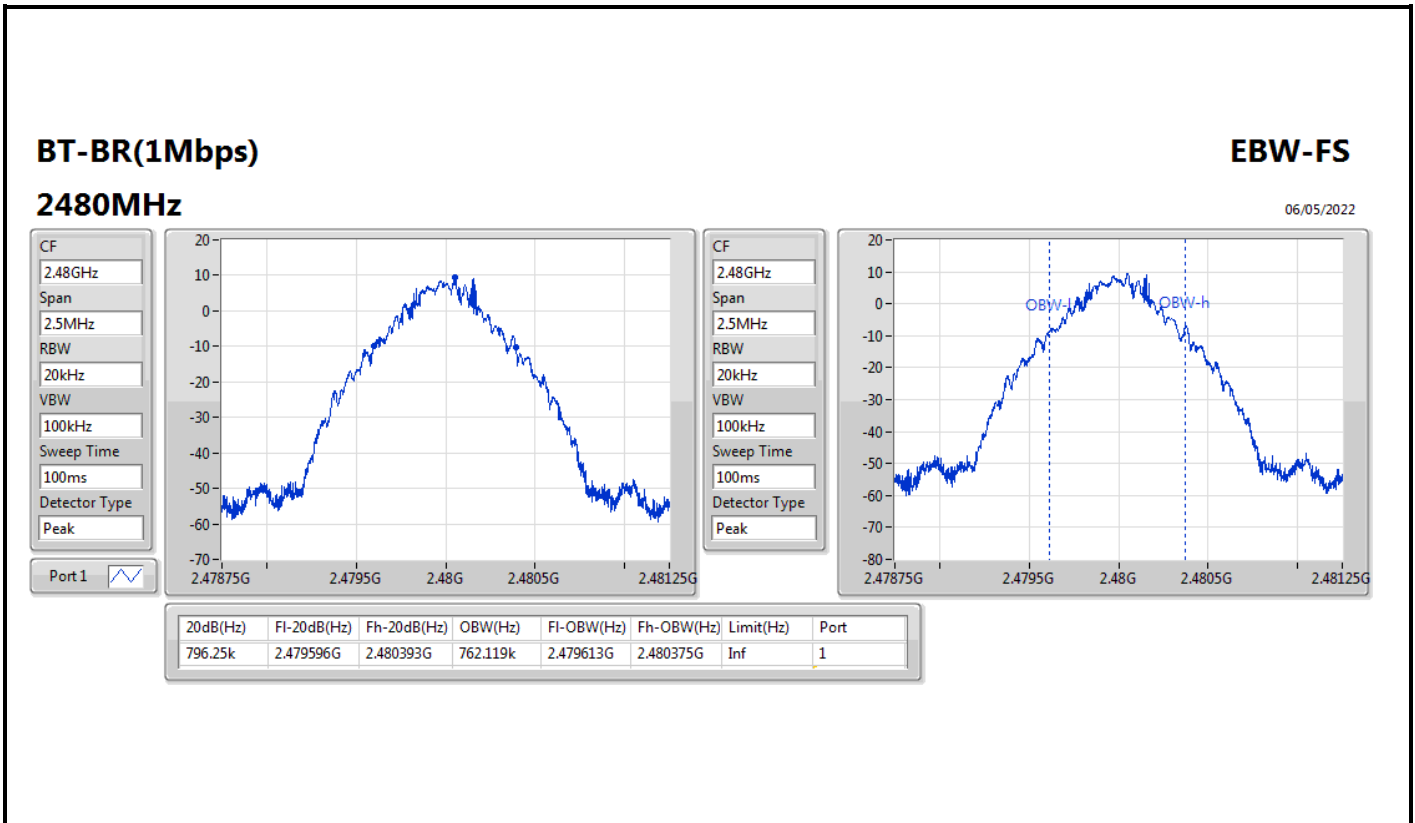 BT-BR(1Mbps) EBW-FS
2480MHz 06/05/2022
CF
2.48GHz
Span
2.5MHz
RBW
20kHz
VBW
100kHz
Sweep Time
100ms
Detector Type
Peak
Port 1
20
10
0
-10
-20
-30
-40
-50
-60
-70
2.47875G 2.4795G 2.48G 2.4805G 2.48125G
CF
2.48GHz
Span
2.5MHz
RBW
20kHz
VBW
100kHz
Sweep Time
100ms
Detector Type
Peak
20
10
0
-10
-20
-30
-40
-50
-60
-70
-80
OBW-l OBW-h
2.47875G 2.4795G 2.48G 2.4805G 2.48125G
20dB(Hz) Fl-20dB(Hz) Fh-20dB(Hz) OBW(Hz) Fl-OBW(Hz) Fh-OBW(Hz) Limit(Hz) Port
796.25k 2.479596G 2.480393G 762.119k 2.479613G 2.480375G Inf 1